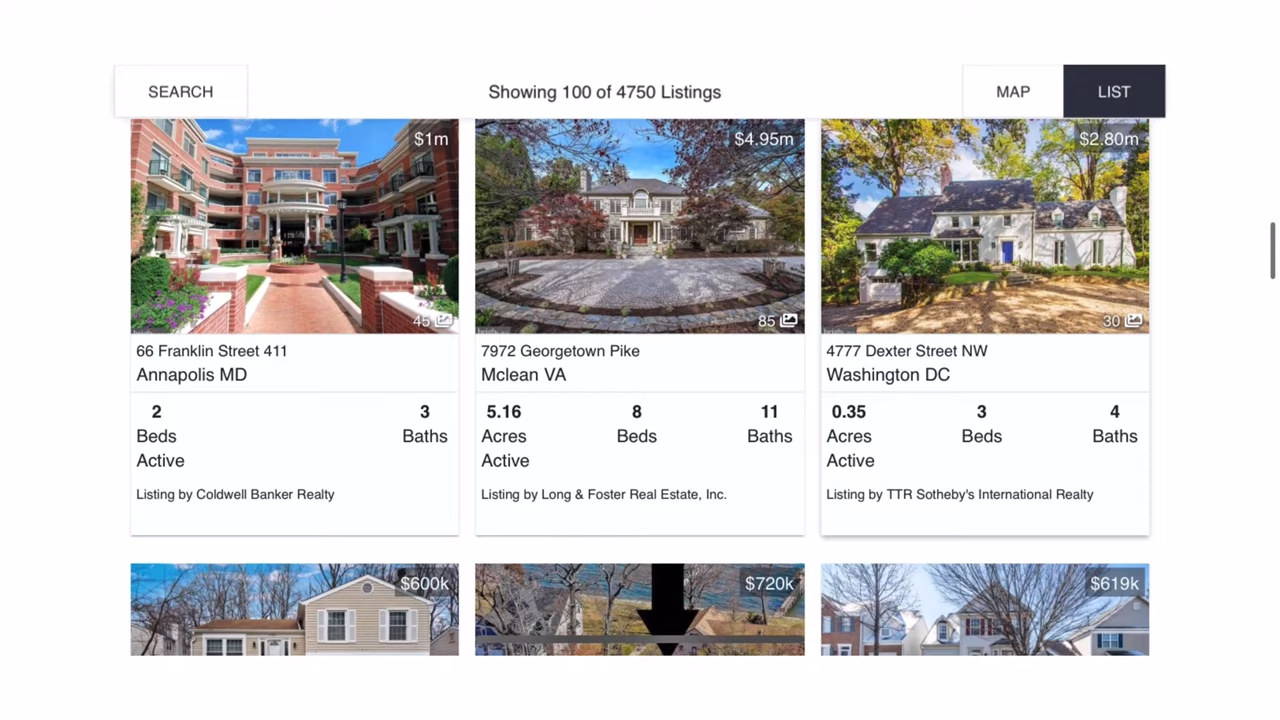 SEARCH
Showing 100 of 4750 Listings
MAP
LIST
$1m
$4.95m
$2.80m
45
85
30
66 Franklin Street 411
Annapolis MD
2
3
Beds
Baths
Active
Listing by Coldwell Banker Realty
7972 Georgetown Pike
Mclean VA
5.16
8
11
Acres
Beds
Baths
Active
Listing by Long & Foster Real Estate, Inc.
4777 Dexter Street NW
Washington DC
0.35
3
4
Acres
Beds
Baths
Active
Listing by TTR Sotheby's International Realty
$600k
$720k
$619k